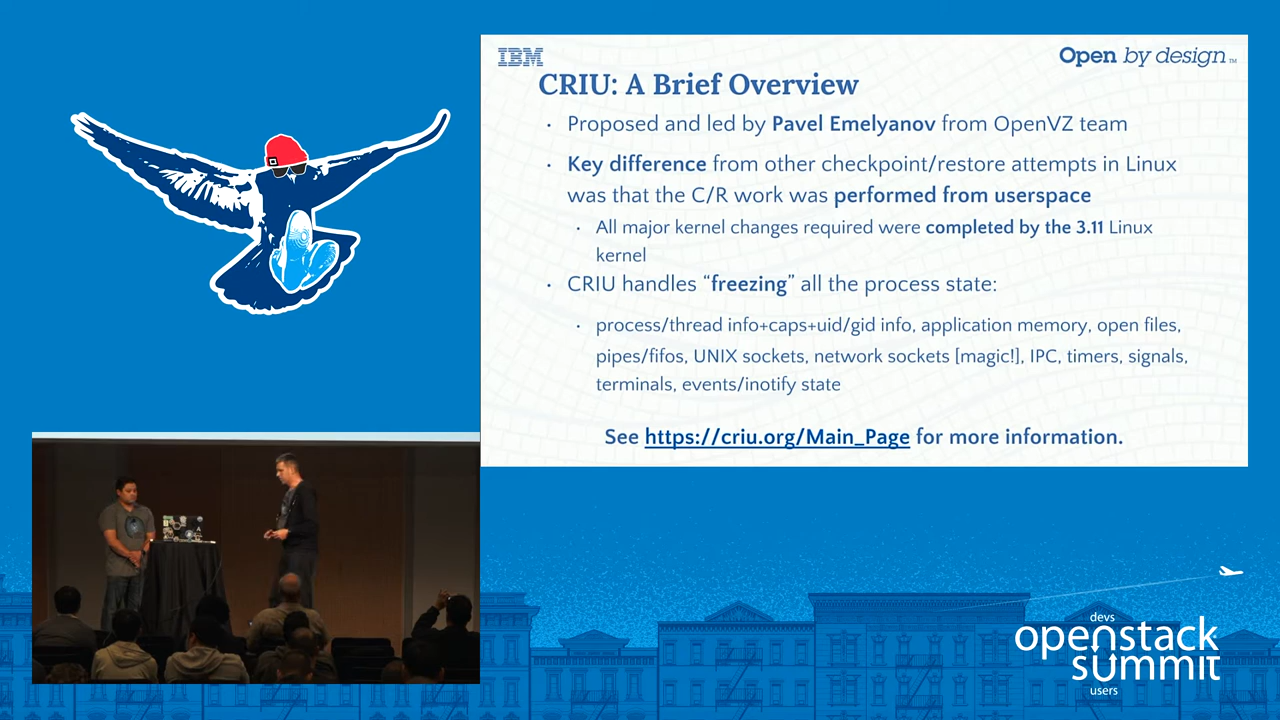 IBM
Open by design™
CRIU: A Brief Overview
· Proposed and led by Pavel Emelyanov from OpenVZ team
· Key difference from other checkpoint/restore attempts in Linux
was that the C/R work was performed from userspace
· All major kernel changes required were completed by the 3.11 Linux
kernel
· CRIU handles “freezing” all the process state:
· process/thread info+caps+uid/gid info, application memory, open files,
pipes/fifos, UNIX sockets, network sockets [magic!], IPC, timers, signals,
terminals, events/inotify state
See https://criu.org/Main_Page for more information.
devs
openstack
summit
users